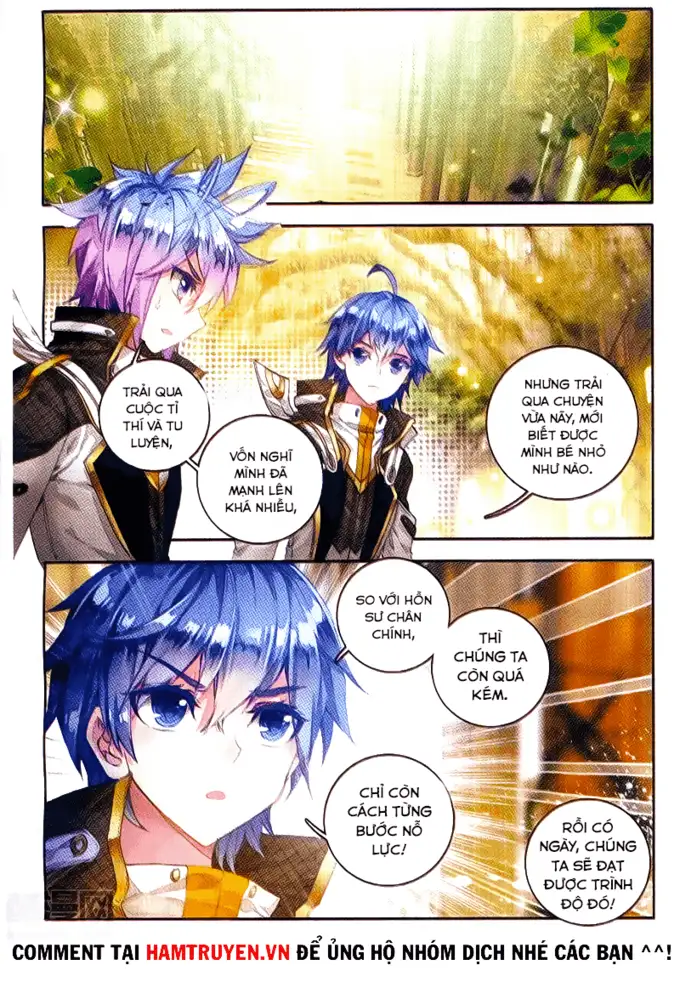 TRẢI QUA
CUỘC TỈ
THÍ VÀ TU
LUYỆN,
VỐN NGHĨ
MÌNH ĐÃ
MẠNH LÊN
KHÁ NHIỀU,
NHƯNG TRẢI
QUA CHUYỆN
VỪA NÃY, MỚI
BIẾT ĐƯỢC
MÌNH BÉ NHỎ
NHƯ NÀO.
SO VỚI HỒN
SƯ CHÂN
CHÍNH,
THÌ
CHÚNG TA
CÒN QUÁ
KÉM.
CHỈ CÒN
CÁCH TỪNG
BƯỚC NỖ
LỰC!
RỒI CÓ
NGÀY, CHÚNG
TA SẼ ĐẠT
ĐƯỢC TRÌNH
ĐỘ ĐÓ!
COMMENT TẠI HAMTRUYEN.VN ĐỂ ỦNG HỘ NHÓM DỊCH NHÉ CÁC BẠN ^^!